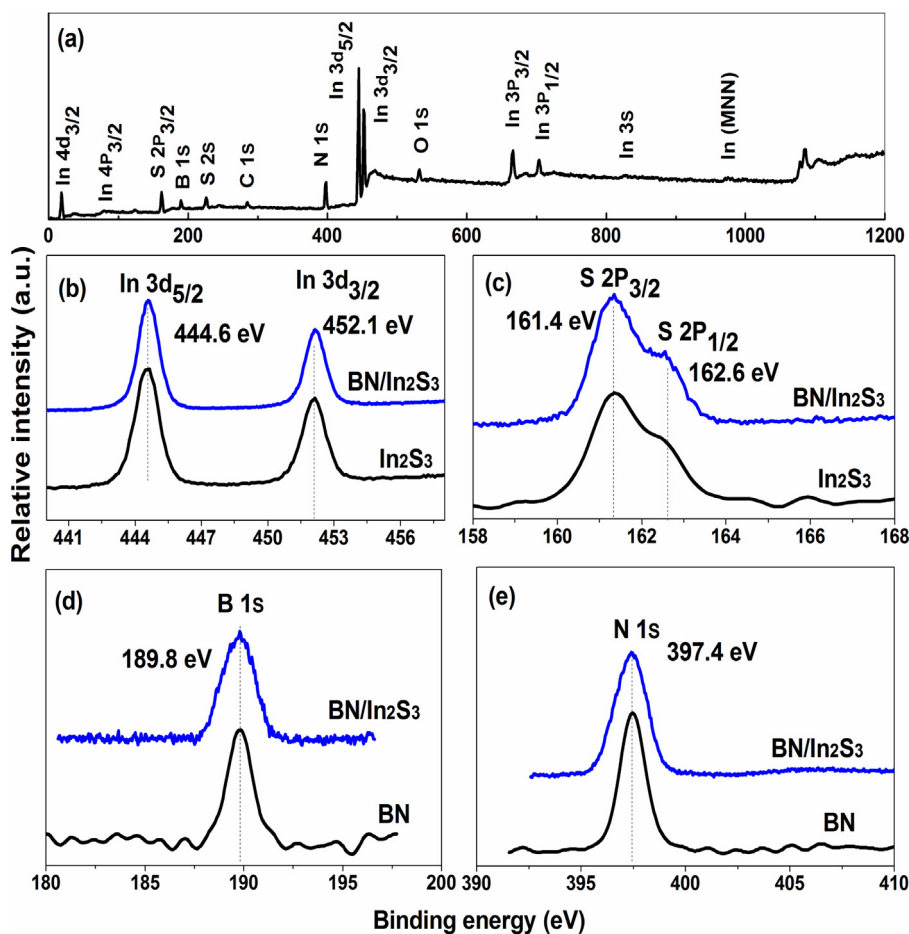 (a)
In 4d3/2
In 4P3/2
S 2P3/2
B 1s
S 2s
C 1s
N 1s
In 3d5/2
In 3d3/2
O 1s
In 3P3/2
In 3P1/2
In 3s
In (MNN)
0 200 400 600 800 1000 1200
Relative intensity (a.u.)
(b)
In 3d5/2
444.6 eV
In 3d3/2
452.1 eV
BN/In2S3
In2S3
441 444 447 450 453 456
(c)
S 2P3/2
161.4 eV
S 2P1/2
162.6 eV
BN/In2S3
In2S3
158 160 162 164 166 168
(d)
B 1s
189.8 eV
BN/In2S3
BN
180 185 190 195 200
(e)
N 1s
397.4 eV
BN/In2S3
BN
390 395 400 405 410
Binding energy (eV)